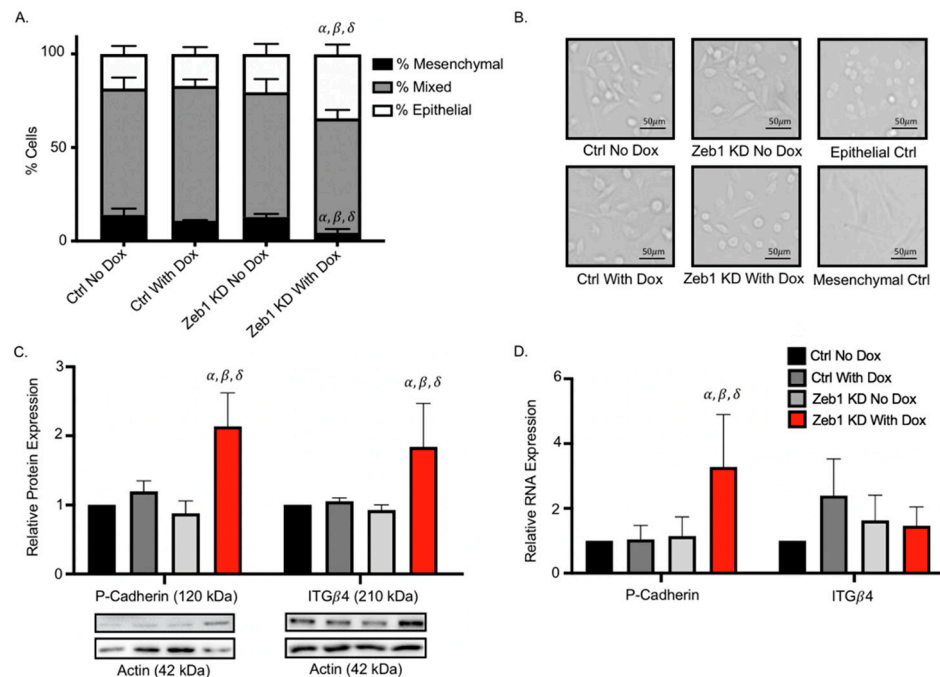 A.
α, β, δ
100
50
0
% Cells
α, β, δ
% Mesenchymal
% Mixed
% Epithelial
Ctrl No Dox
Ctrl With Dox
Zeb1 KD No Dox
Zeb1 KD With Dox
B.
50μm
50μm
50μm
Ctrl No Dox
Zeb1 KD No Dox
Epithelial Ctrl
50μm
50μm
50μm
Ctrl With Dox
Zeb1 KD With Dox
Mesenchymal Ctrl
C.
3
2
1
0
Relative Protein Expression
α, β, δ
α, β, δ
P-Cadherin (120 kDa)
ITGβ4 (210 kDa)
Actin (42 kDa)
Actin (42 kDa)
D.
Ctrl No Dox
Ctrl With Dox
Zeb1 KD No Dox
Zeb1 KD With Dox
6
4
2
0
Relative RNA Expression
α, β, δ
P-Cadherin
ITGβ4